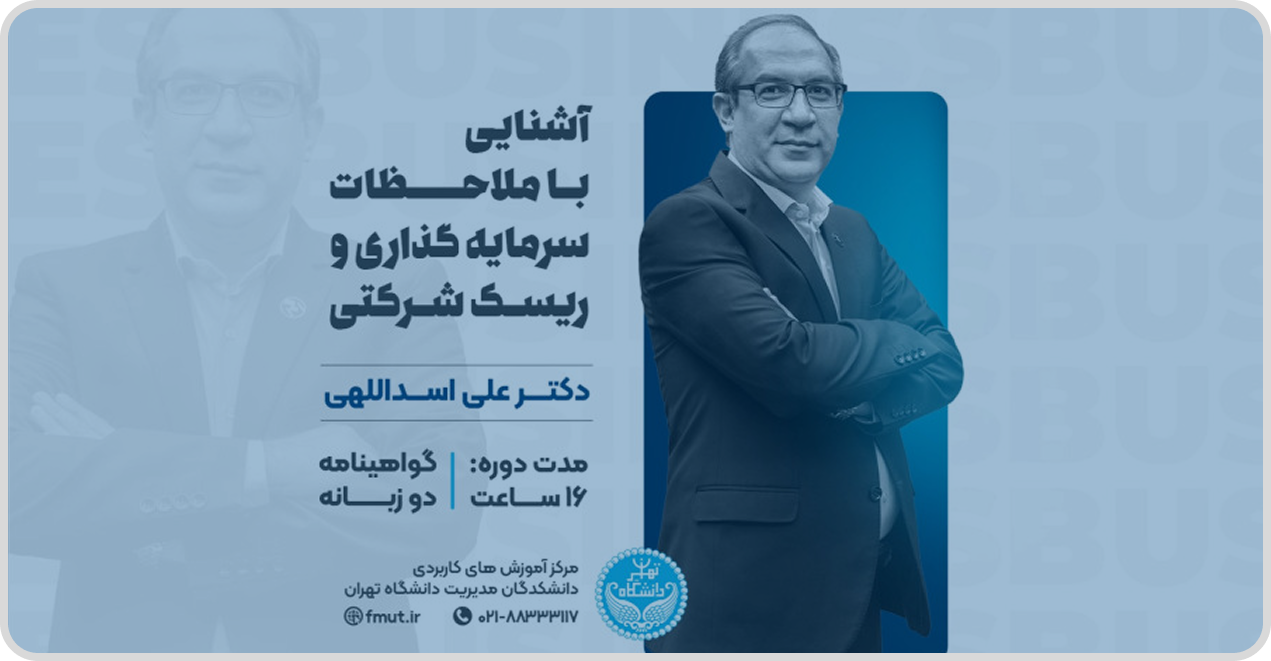 آشنایی
با ملاحظات
سرمایه گذاری و
ریسک شرکتی
دکتر علی اسداللهی
مدت دوره:
۱۶ ساعت
گواهینامه
دو زبانه
مرکز آموزش های کاربردی
دانشکدگان مدیریت دانشگاه تهران
۰۲۱-۸۸۳۳۳۱۱۷
fmut.ir
دانشگاه
تهران
BUSINESS